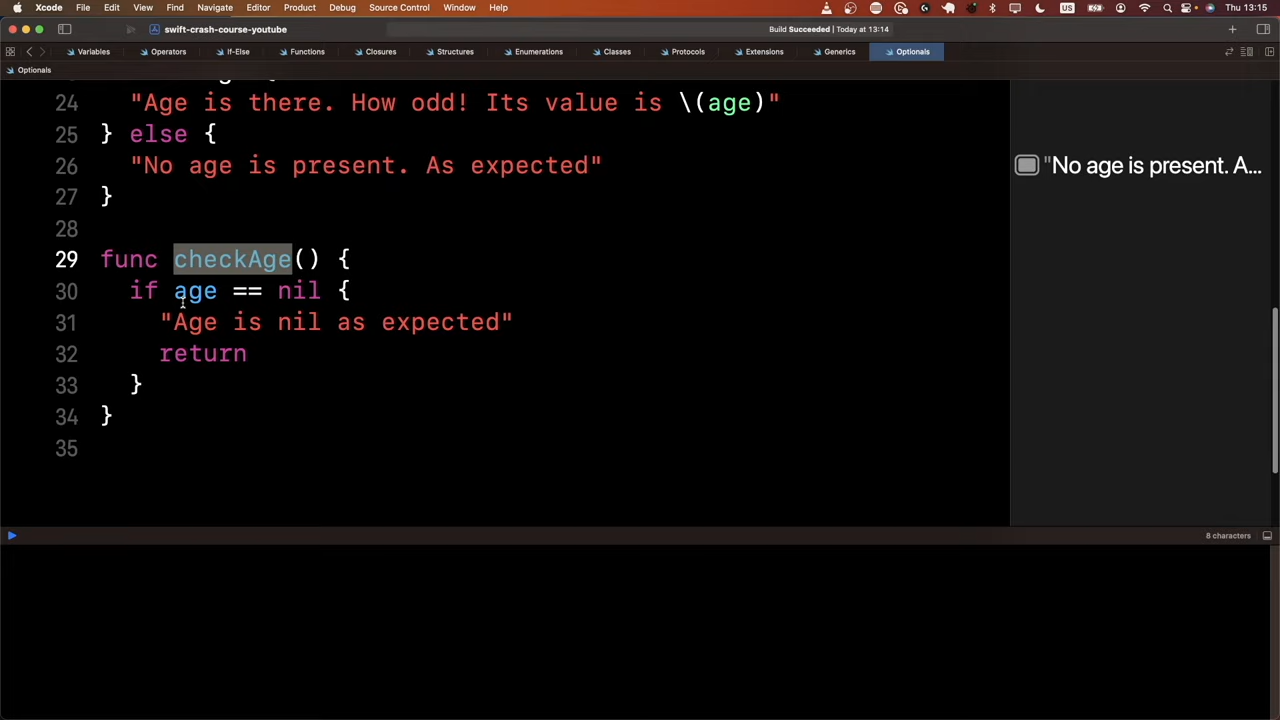 Xcode File Edit View Find Navigate Editor Product Debug Source Control Window Help US Thu 13:15
swift-crash-course-youtube Build Succeeded | Today at 13:14
Variables Operators If-Else Functions Closures Structures Enumerations Classes Protocols Extensions Generics Optionals
Optionals
24 "Age is there. How odd! Its value is \(age)"
25 } else {
26 "No age is present. As expected"
"No age is present. A...
27 }
28
29 func checkAge() {
30 if age == nil {
31 "Age is nil as expected"
32 return
33 }
34 }
35
8 characters